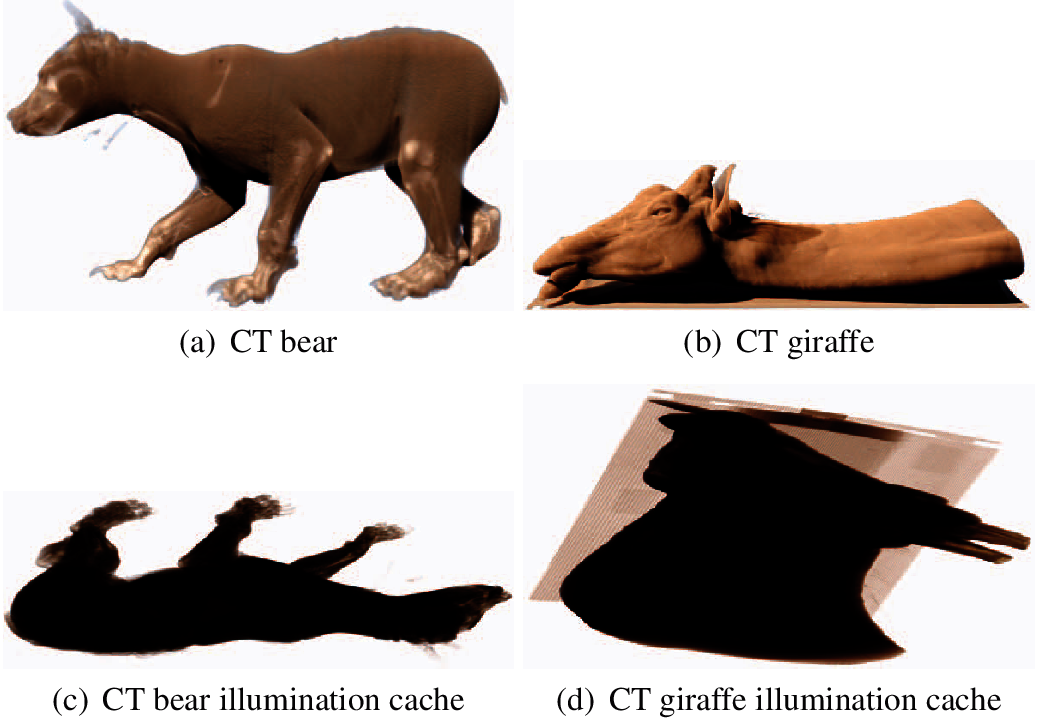 (a) CT bear
(b) CT giraffe
(c) CT bear illumination cache
(d) CT giraffe illumination cache